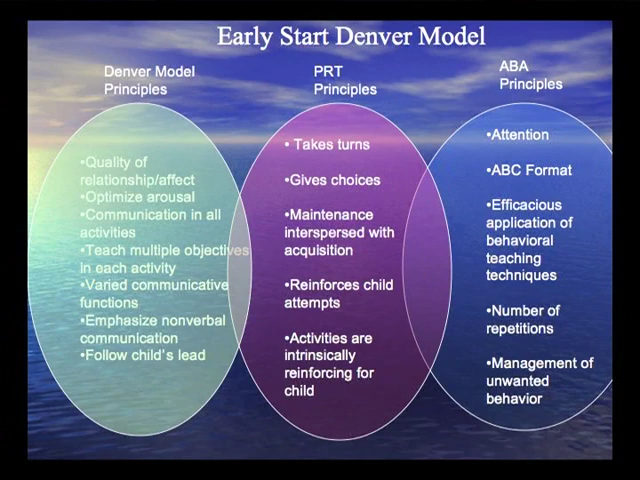 Early Start Denver Model
Denver Model
Principles
PRT
Principles
ABA
Principles
•Quality of
relationship/affect
•Optimize arousal
•Communication in all
activities
•Teach multiple objectives
in each activity
•Varied communicative
functions
•Emphasize nonverbal
communication
•Follow child's lead
• Takes turns
•Gives choices
•Maintenance
interspersed with
acquisition
•Reinforces child
attempts
•Activities are
intrinsically
reinforcing for
child
•Attention
•ABC Format
•Efficacious
application of
behavioral
teaching
techniques
•Number of
repetitions
•Management of
unwanted
behavior